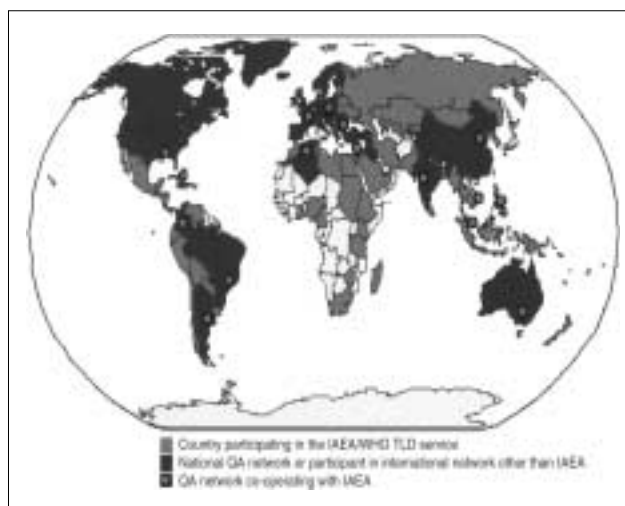 Country participating in the IAEA/WHO TLD service
National QA network or participant in international network other than IAEA
QA network co-operating with IAEA